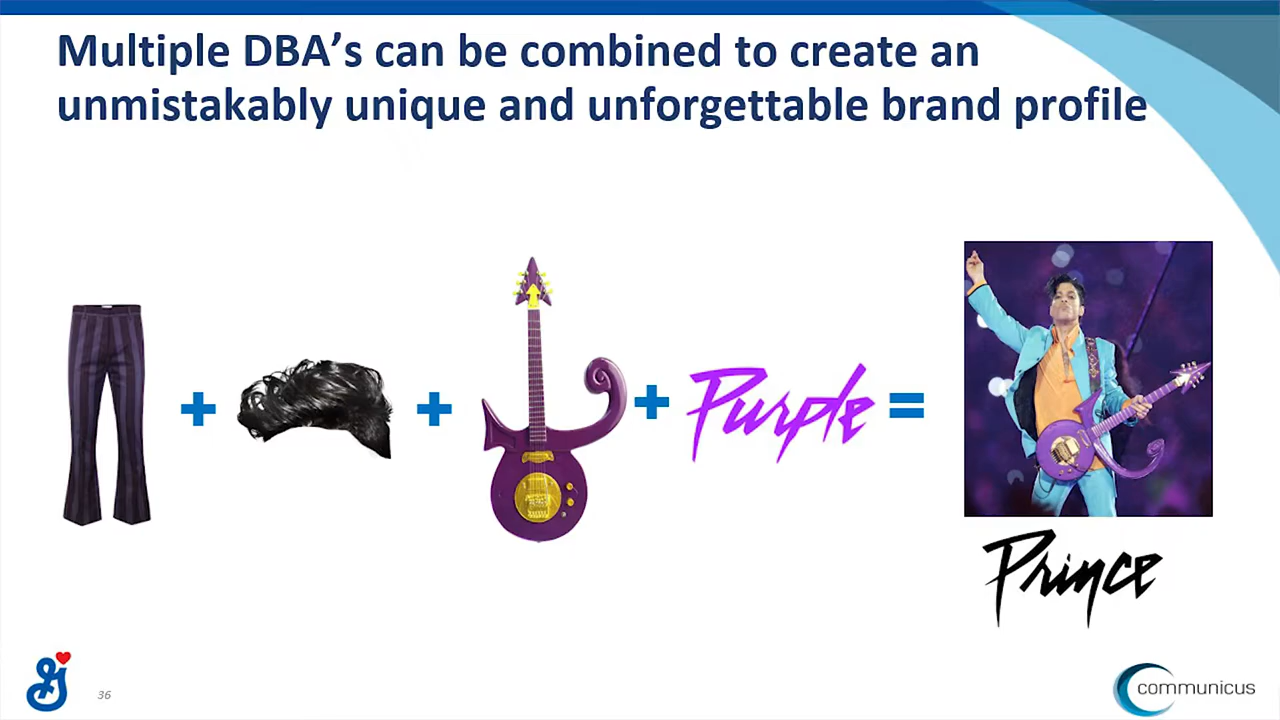 Multiple DBA's can be combined to create an
unmistakably unique and unforgettable brand profile
+ + + Purple =
Prince
G
36
communicus